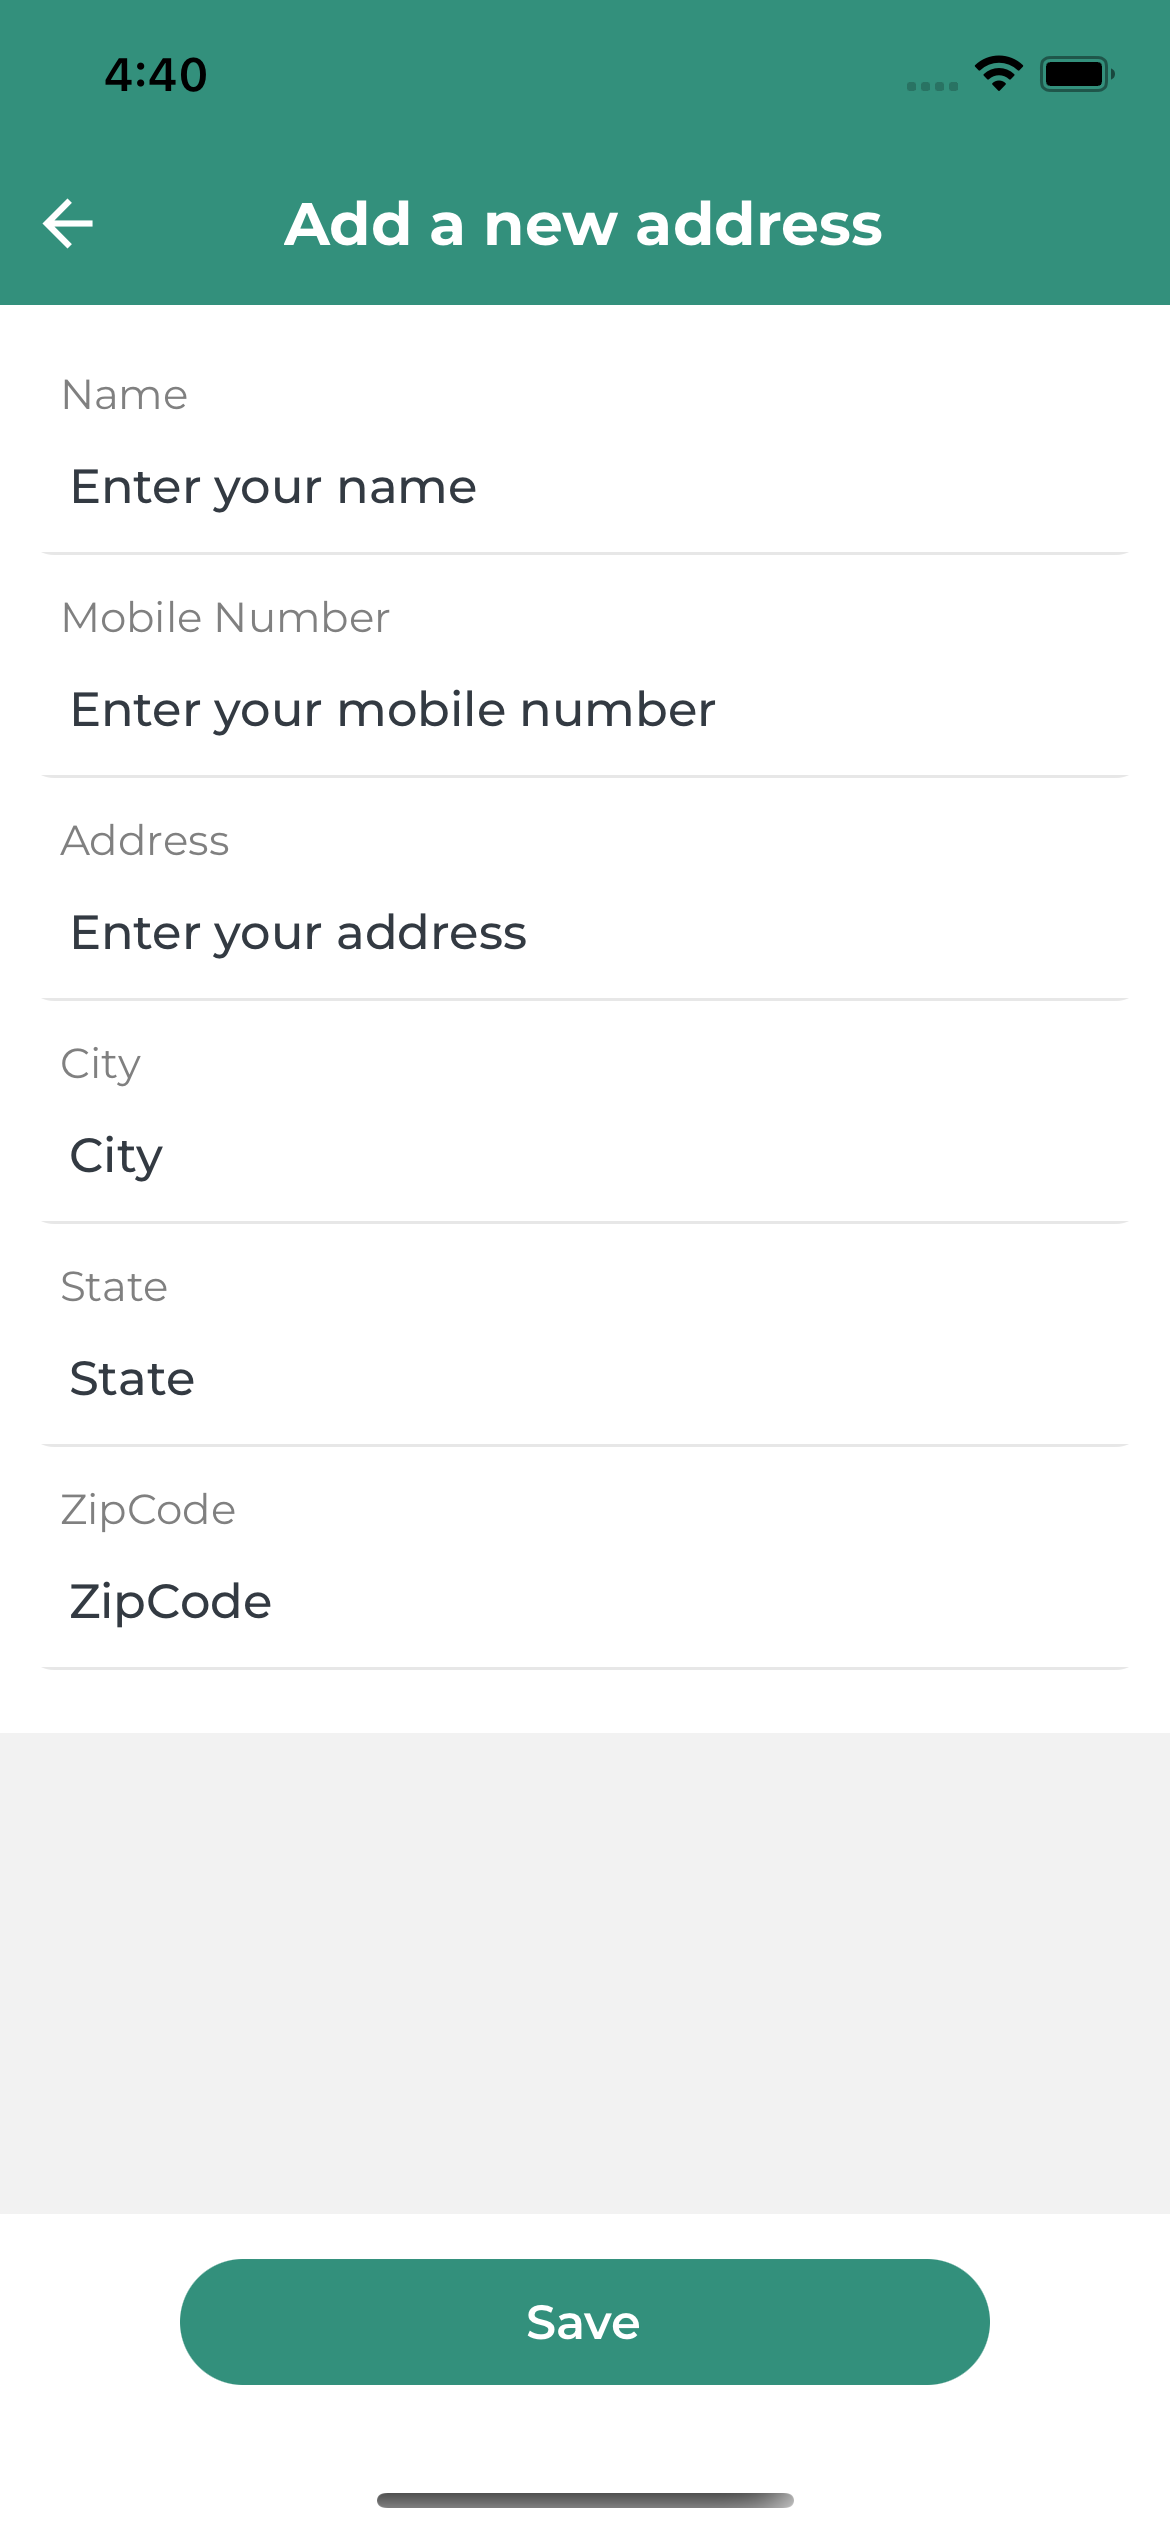 4:40
Add a new address
Name
Enter your name
Mobile Number
Enter your mobile number
Address
Enter your address
City
City
State
State
ZipCode
ZipCode
Save